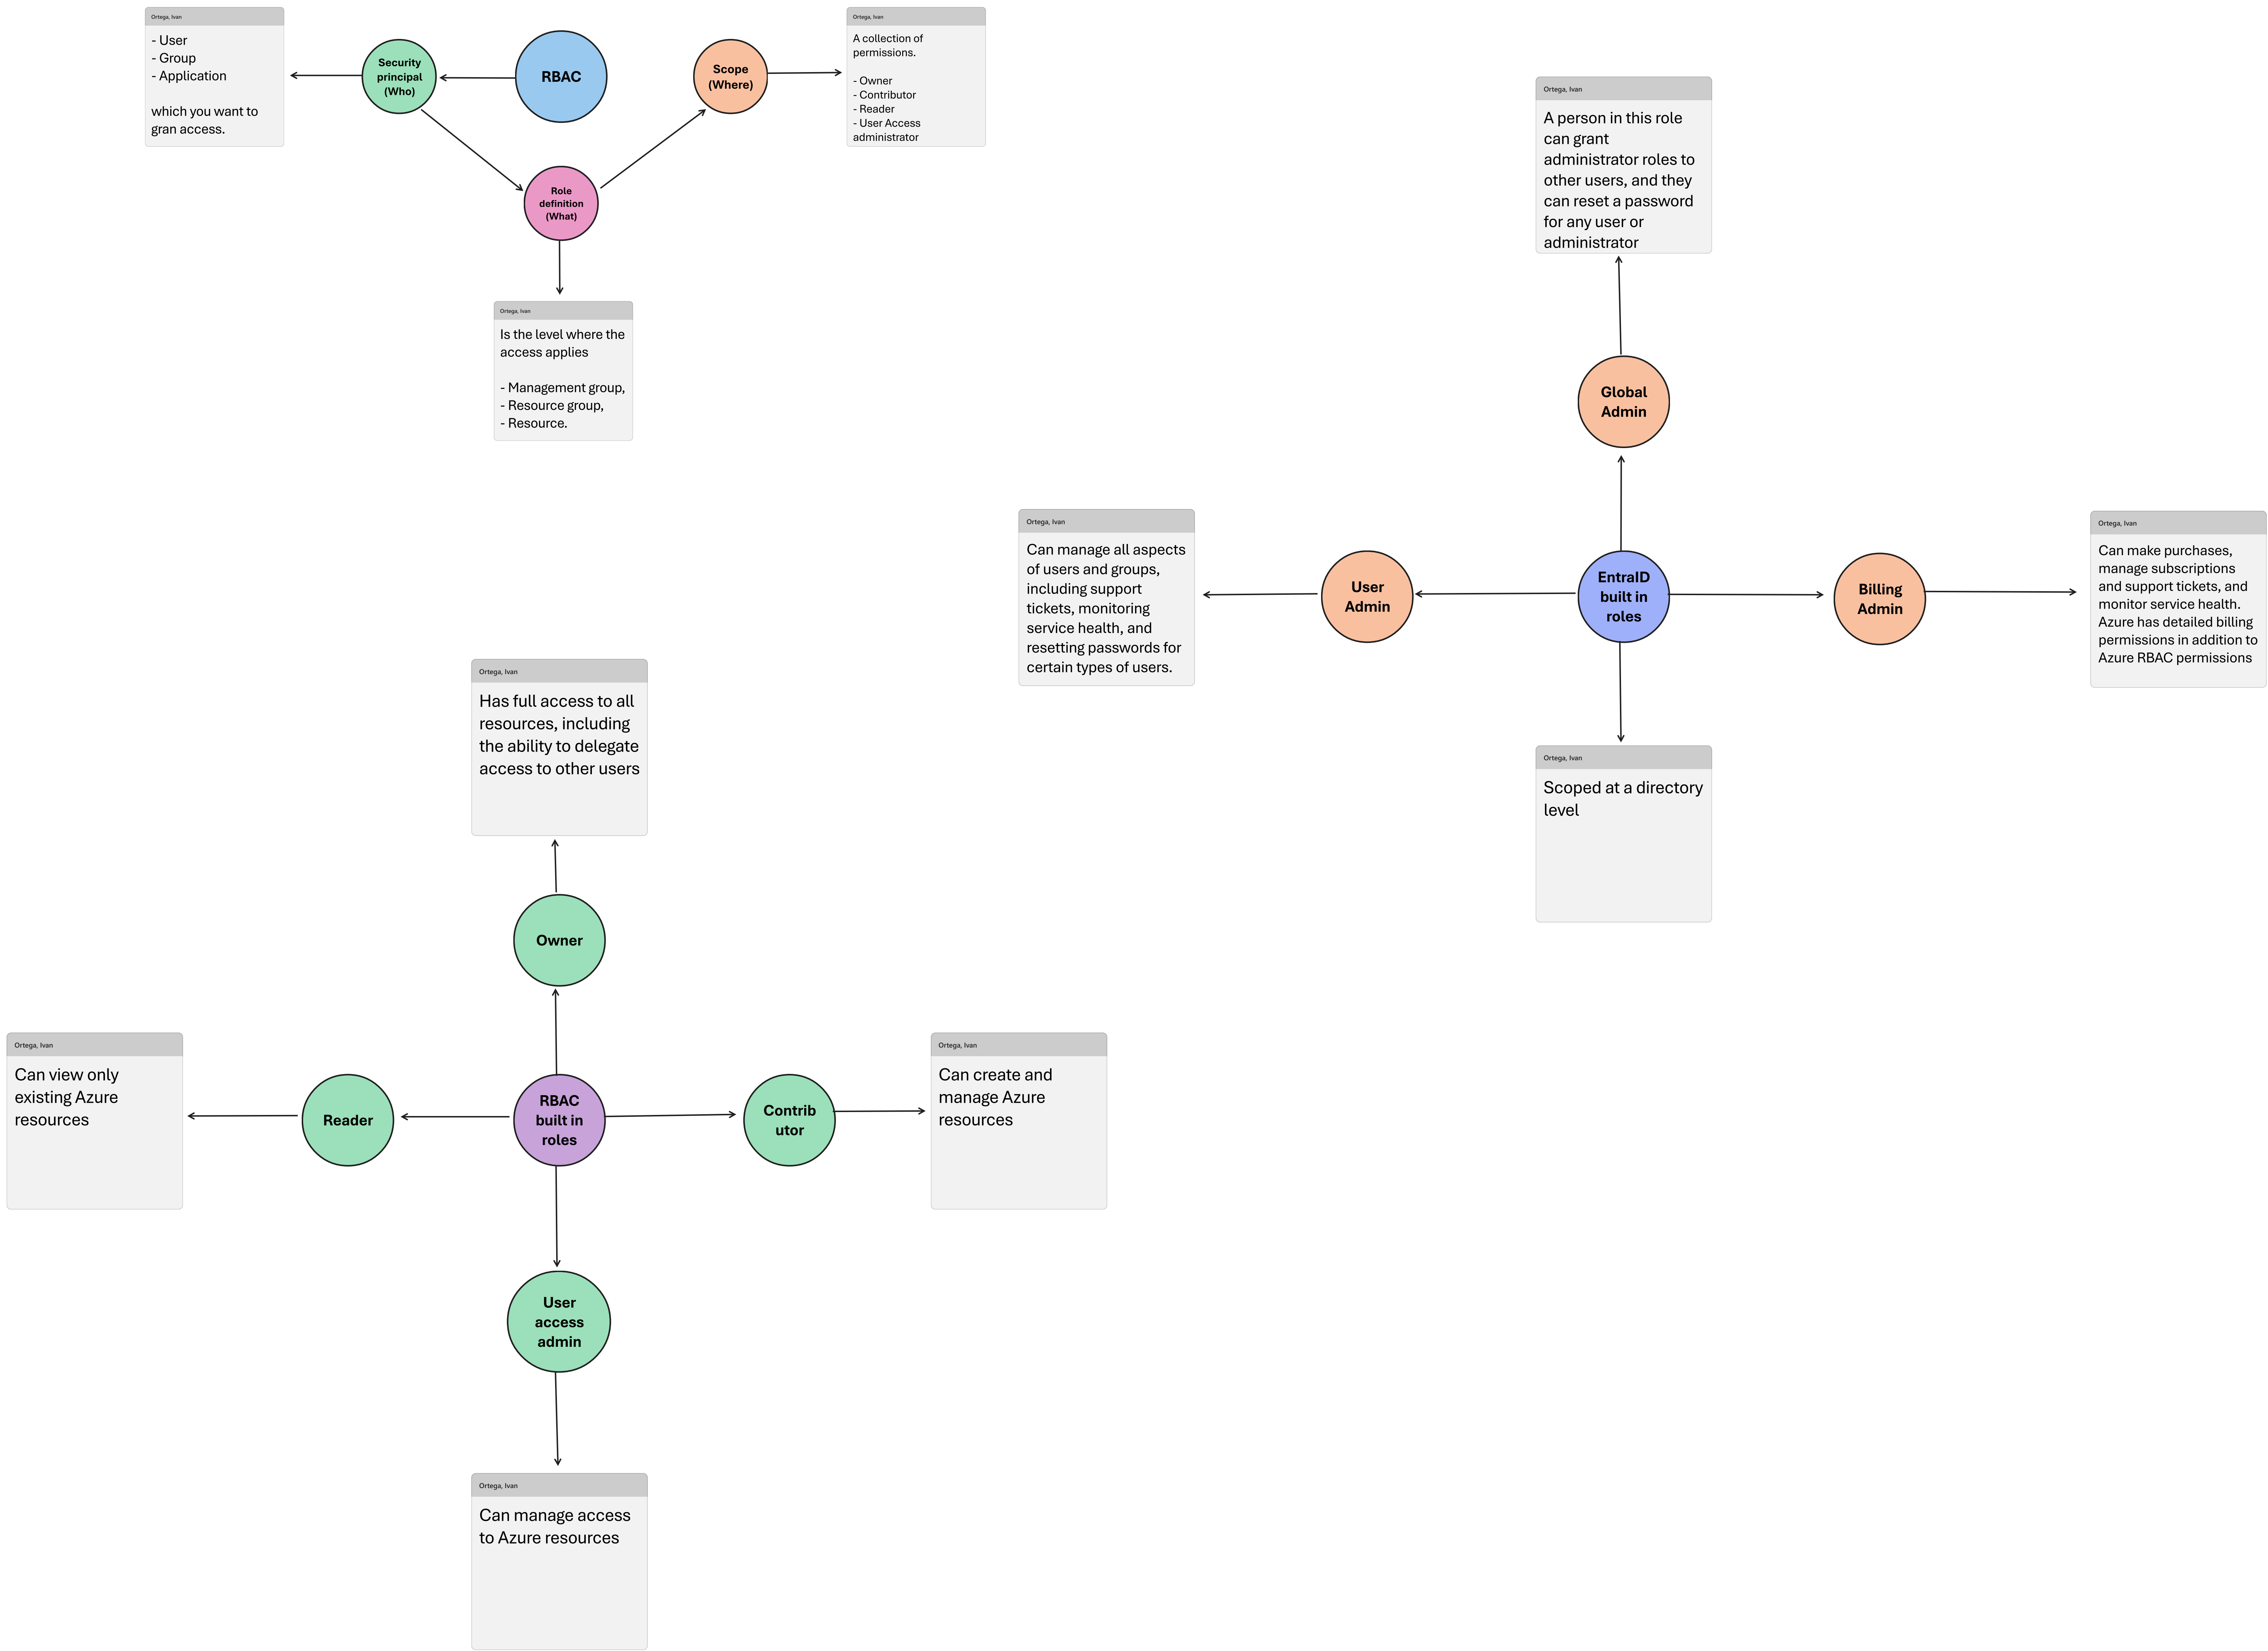 Ortega, Ivan
- User
- Group
- Application
which you want to
gran access.
Security
principal
(Who)
RBAC
Scope
(Where)
Ortega, Ivan
A collection of
permissions.
- Owner
- Contributor
- Reader
- User Access
administrator
Role
definition
(What)
Ortega, Ivan
Is the level where the
access applies
- Management group,
- Resource group,
- Resource.
Ortega, Ivan
A person in this role
can grant
administrator roles to
other users, and they
can reset a password
for any user or
administrator
Global
Admin
Ortega, Ivan
Can manage all aspects
of users and groups,
including support
tickets, monitoring
service health, and
resetting passwords for
certain types of users.
User
Admin
EntraID
built in
roles
Billing
Admin
Ortega, Ivan
Can make purchases,
manage subscriptions
and support tickets, and
monitor service health.
Azure has detailed billing
permissions in addition to
Azure RBAC permissions
Ortega, Ivan
Scoped at a directory
level
Ortega, Ivan
Has full access to all
resources, including
the ability to delegate
access to other users
Owner
Ortega, Ivan
Can view only
existing Azure
resources
Reader
RBAC
built in
roles
Contrib
utor
Ortega, Ivan
Can create and
manage Azure
resources
User
access
admin
Ortega, Ivan
Can manage access
to Azure resources